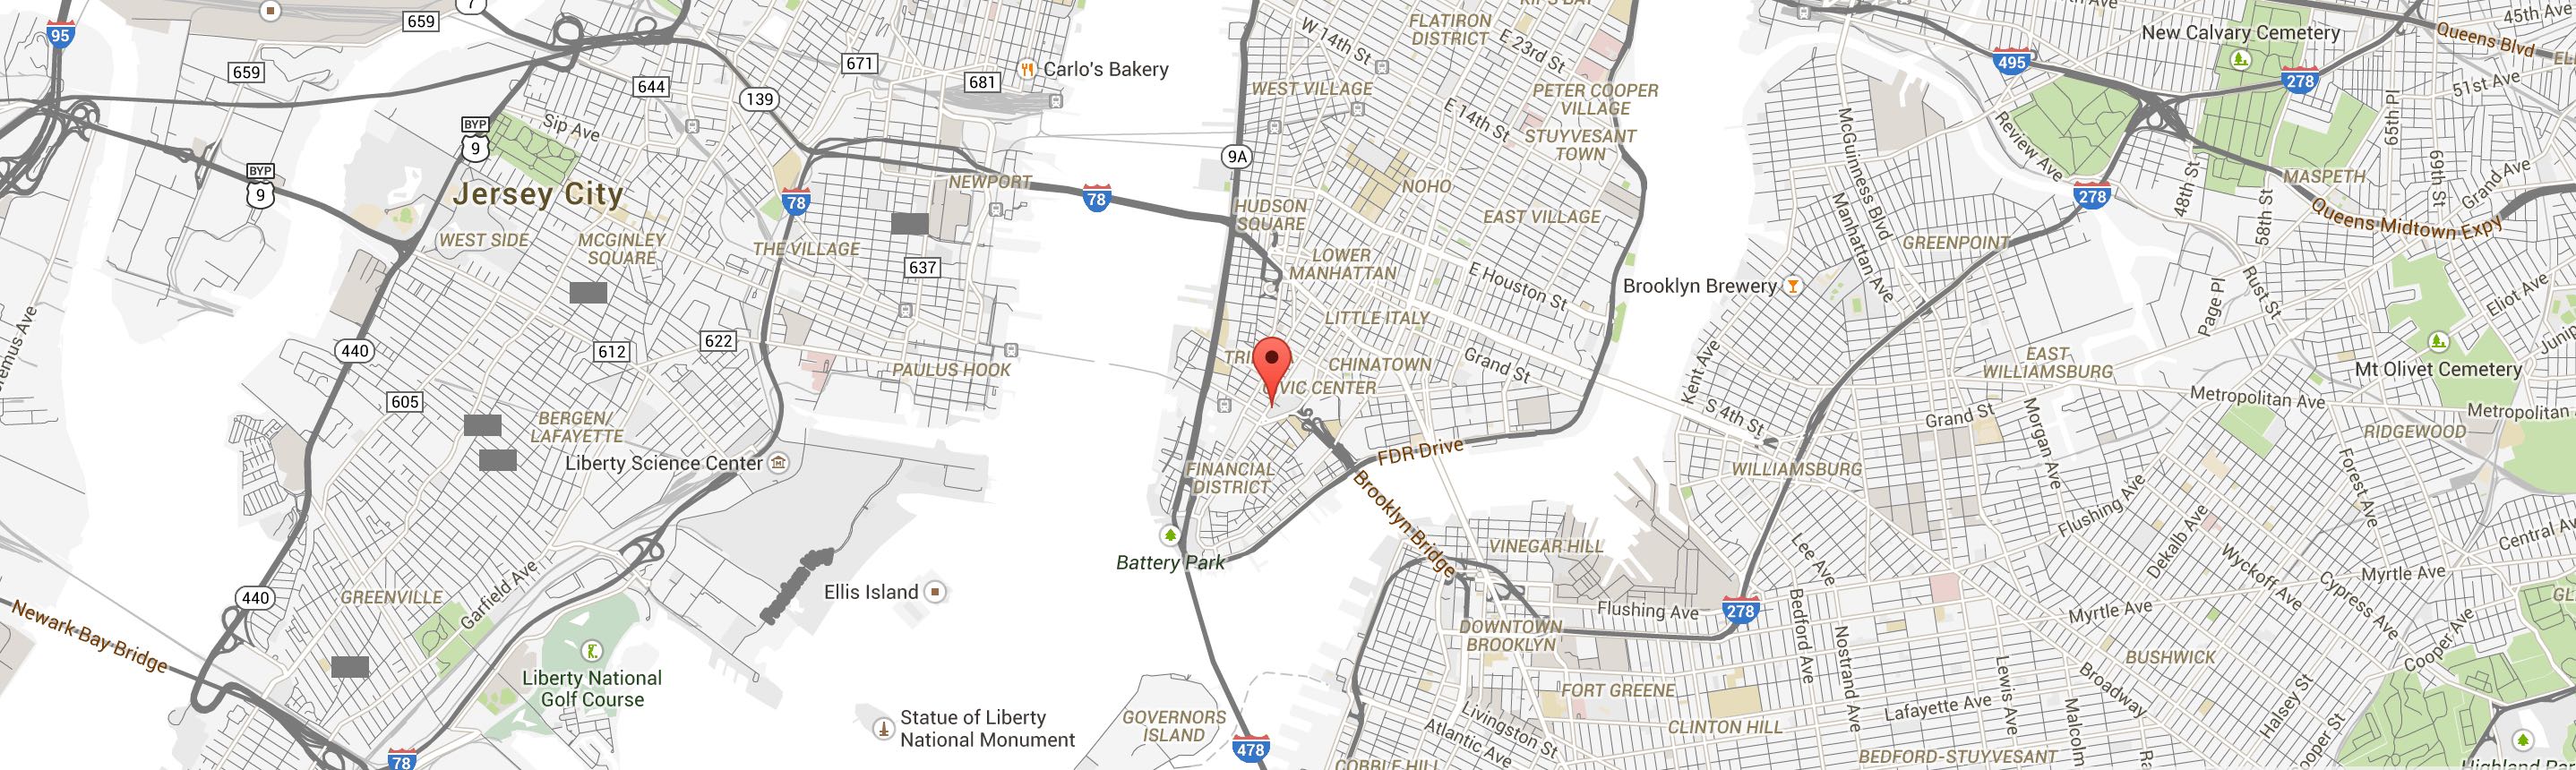 95
659
659
7
644
671
681
Carlo's Bakery
139
BYP
9
BYP
9
Sip Ave
Jersey City
WEST SIDE
MCGINLEY
SQUARE
THE VILLAGE
78
NEWPORT
78
637
622
612
440
605
PAULUS HOOK
BERGEN/
LAFAYETTE
Liberty Science Center
440
GREENVILLE
Garfield Ave
Newark Bay Bridge
78
Liberty National
Golf Course
Ellis Island
Statue of Liberty
National Monument
9A
W 14th St
FLATIRON
DISTRICT
E 23rd St
KIPS BAY
WEST VILLAGE
E 14th St
PETER COOPER
VILLAGE
STUYVESANT
TOWN
NOHO
HUDSON
SQUARE
EAST VILLAGE
LOWER
MANHATTAN
E Houston St
LITTLE ITALY
CHINATOWN
Grand St
CIVIC CENTER
FDR Drive
FINANCIAL
DISTRICT
Brooklyn Bridge
Battery Park
GOVERNORS
ISLAND
478
VINEGAR HILL
DOWNTOWN
BROOKLYN
Flushing Ave
278
FORT GREENE
CLINTON HILL
Livingston St
Atlantic Ave
COBBLE HILL
BEDFORD-STUYVESANT
Lafayette Ave
Bedford Ave
Nostrand Ave
Lewis Ave
Malcolm
Broadway
BUSHWICK
Lee Ave
Myrtle Ave
Myrtle Ave
Flushing Ave
Dekalb Ave
Wyckoff Ave
Cypress Ave
Cooper Ave
Halsey St
Central Av
Forest Ave
RIDGEWOOD
Metropolitan Ave
Metropolitan
Mt Olivet Cemetery
Eliot Ave
Rust St
Page Pl
EAST
WILLIAMSBURG
Grand St
Morgan Ave
WILLIAMSBURG
S 4th St
Kent Ave
Brooklyn Brewery
GREENPOINT
Manhattan Ave
McGuinness Blvd
278
Review Ave
495
278
New Calvary Cemetery
Queens Blvd
45th Ave
51st Ave
65th Pl
69th St
Grand Ave
MASPETH
48th St
58th St
Queens Midtown Expy